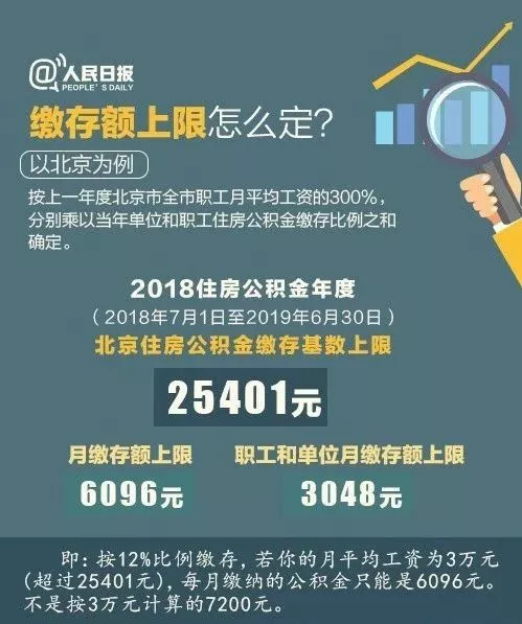 @人民日报
PEOPLE'S DAILY
缴存额上限怎么定?
以北京为例
按上一年度北京市全市职工月平均工资的300%,
分别乘以当年单位和职工住房公积金缴存比例之和
确定。
2018住房公积金年度
(2018年7月1日至2019年6月30日)
北京住房公积金缴存基数上限
25401元
月缴存额上限 职工和单位月缴存额上限
6096元 3048元
即:按12%比例缴存,若你的月平均工资为3万元
(超过25401元),每月缴纳的公积金只能是6096元。
不是按3万元计算的7200元。